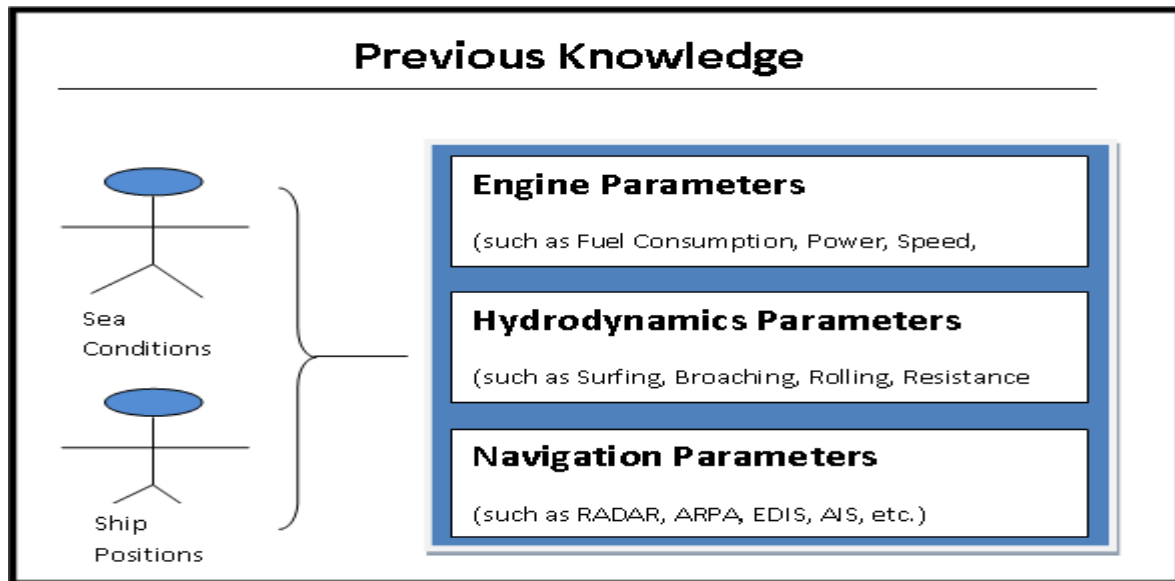 Previous Knowledge
Sea
Conditions
Ship
Positions
Engine Parameters
(such as Fuel Consumption, Power, Speed,
Hydrodynamics Parameters
(such as Surfing, Broaching, Rolling, Resistance
Navigation Parameters
(such as RADAR, ARPA, EDIS, AIS, etc.)